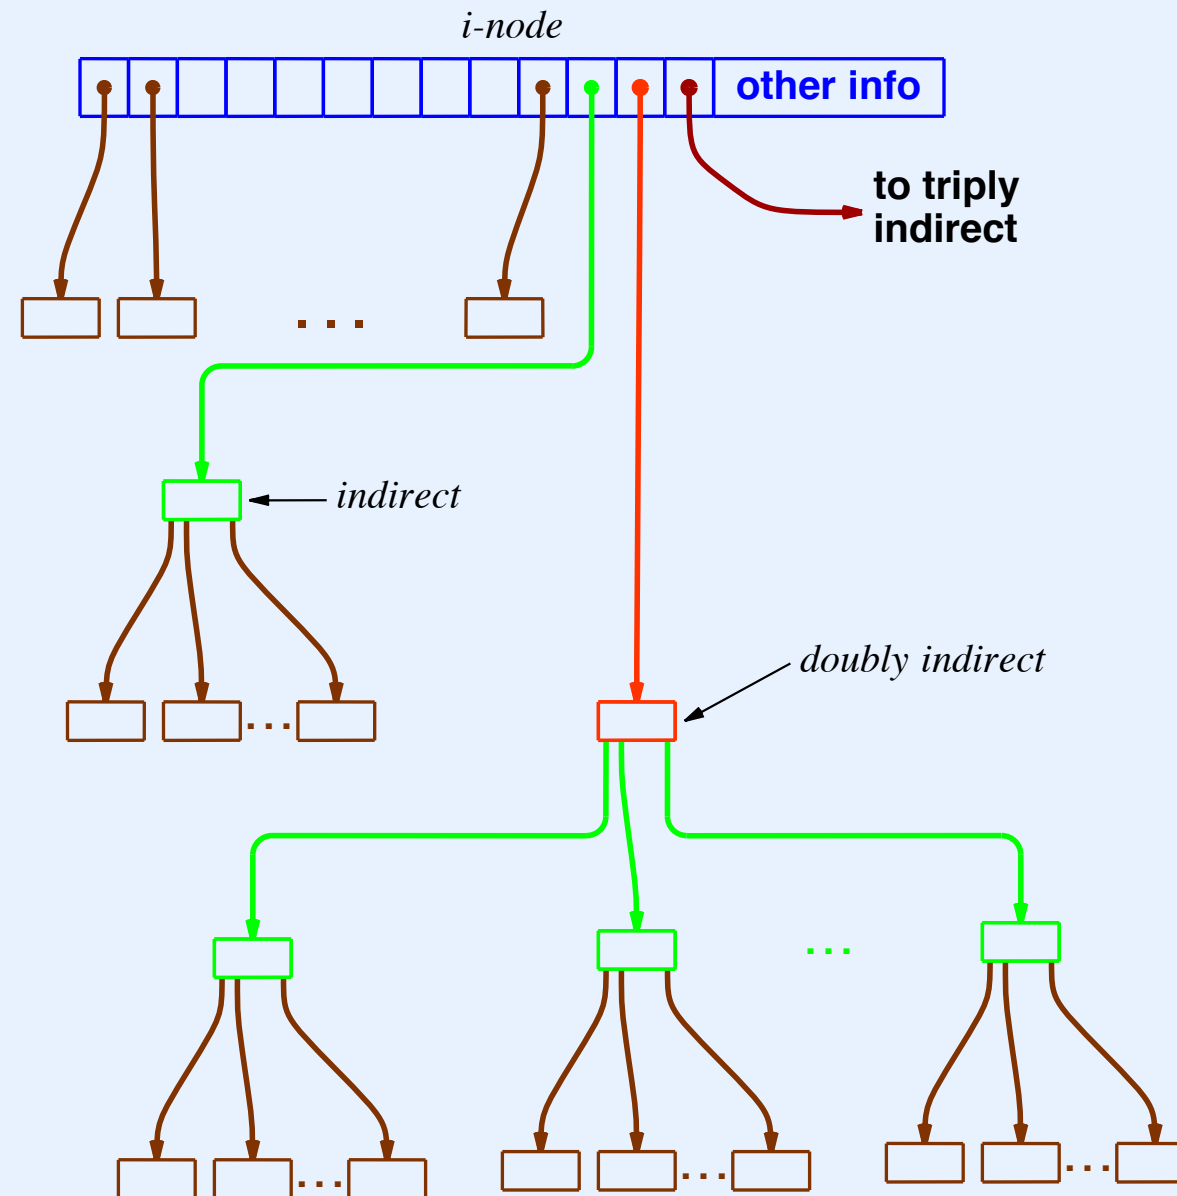 i-node
other info
to triply
indirect
indirect
doubly indirect